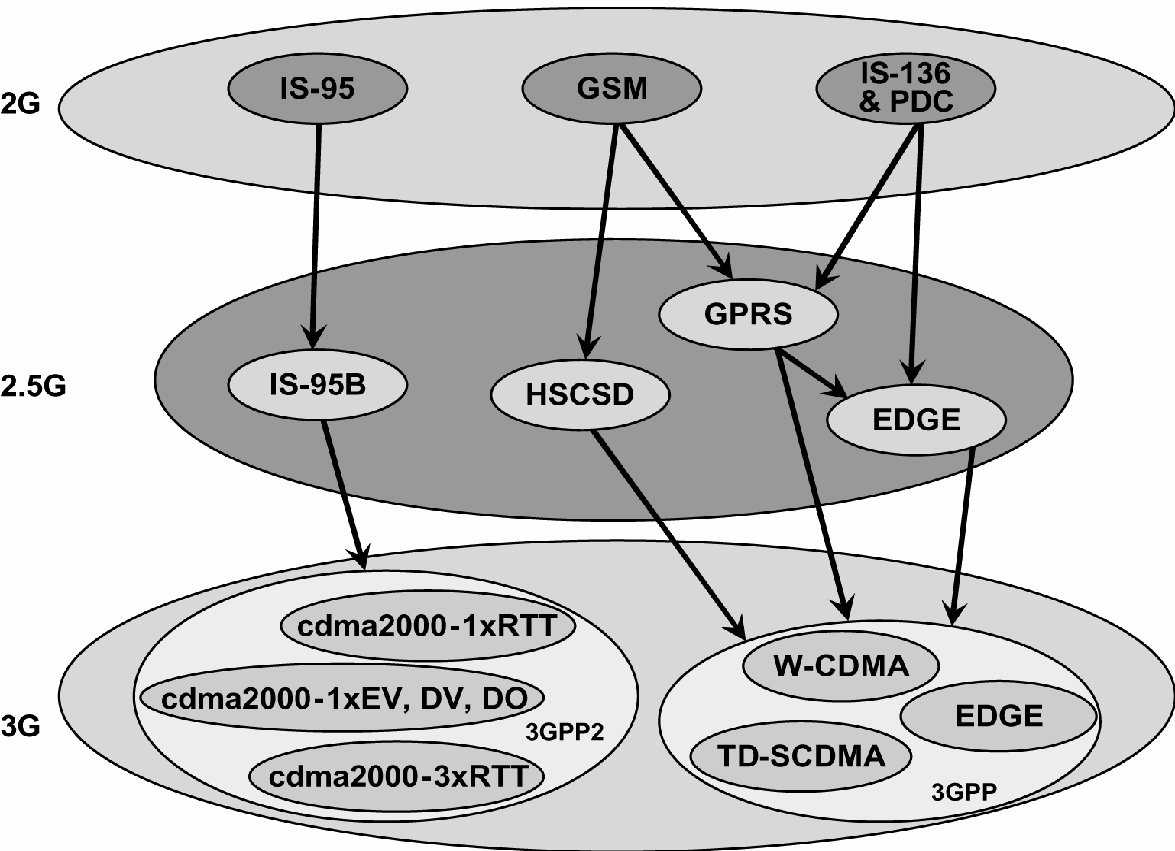 2G
IS-95
GSM
IS-136
& PDC
2.5G
GPRS
IS-95B
HSCSD
EDGE
3G
cdma2000-1xRTT
cdma2000-1xEV, DV, DO
3GPP2
cdma2000-3xRTT
W-CDMA
EDGE
TD-SCDMA
3GPP